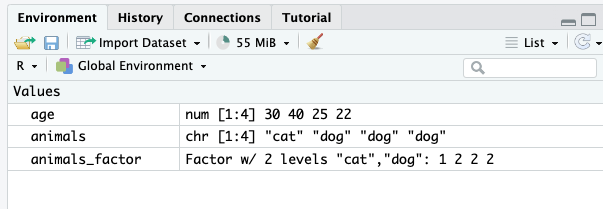 Environment History Connections Tutorial
Import Dataset 55 MiB List
R Global Environment
Values
age num [1:4] 30 40 25 22
animals chr [1:4] "cat" "dog" "dog" "dog"
animals_factor Factor w/ 2 levels "cat","dog": 1 2 2 2